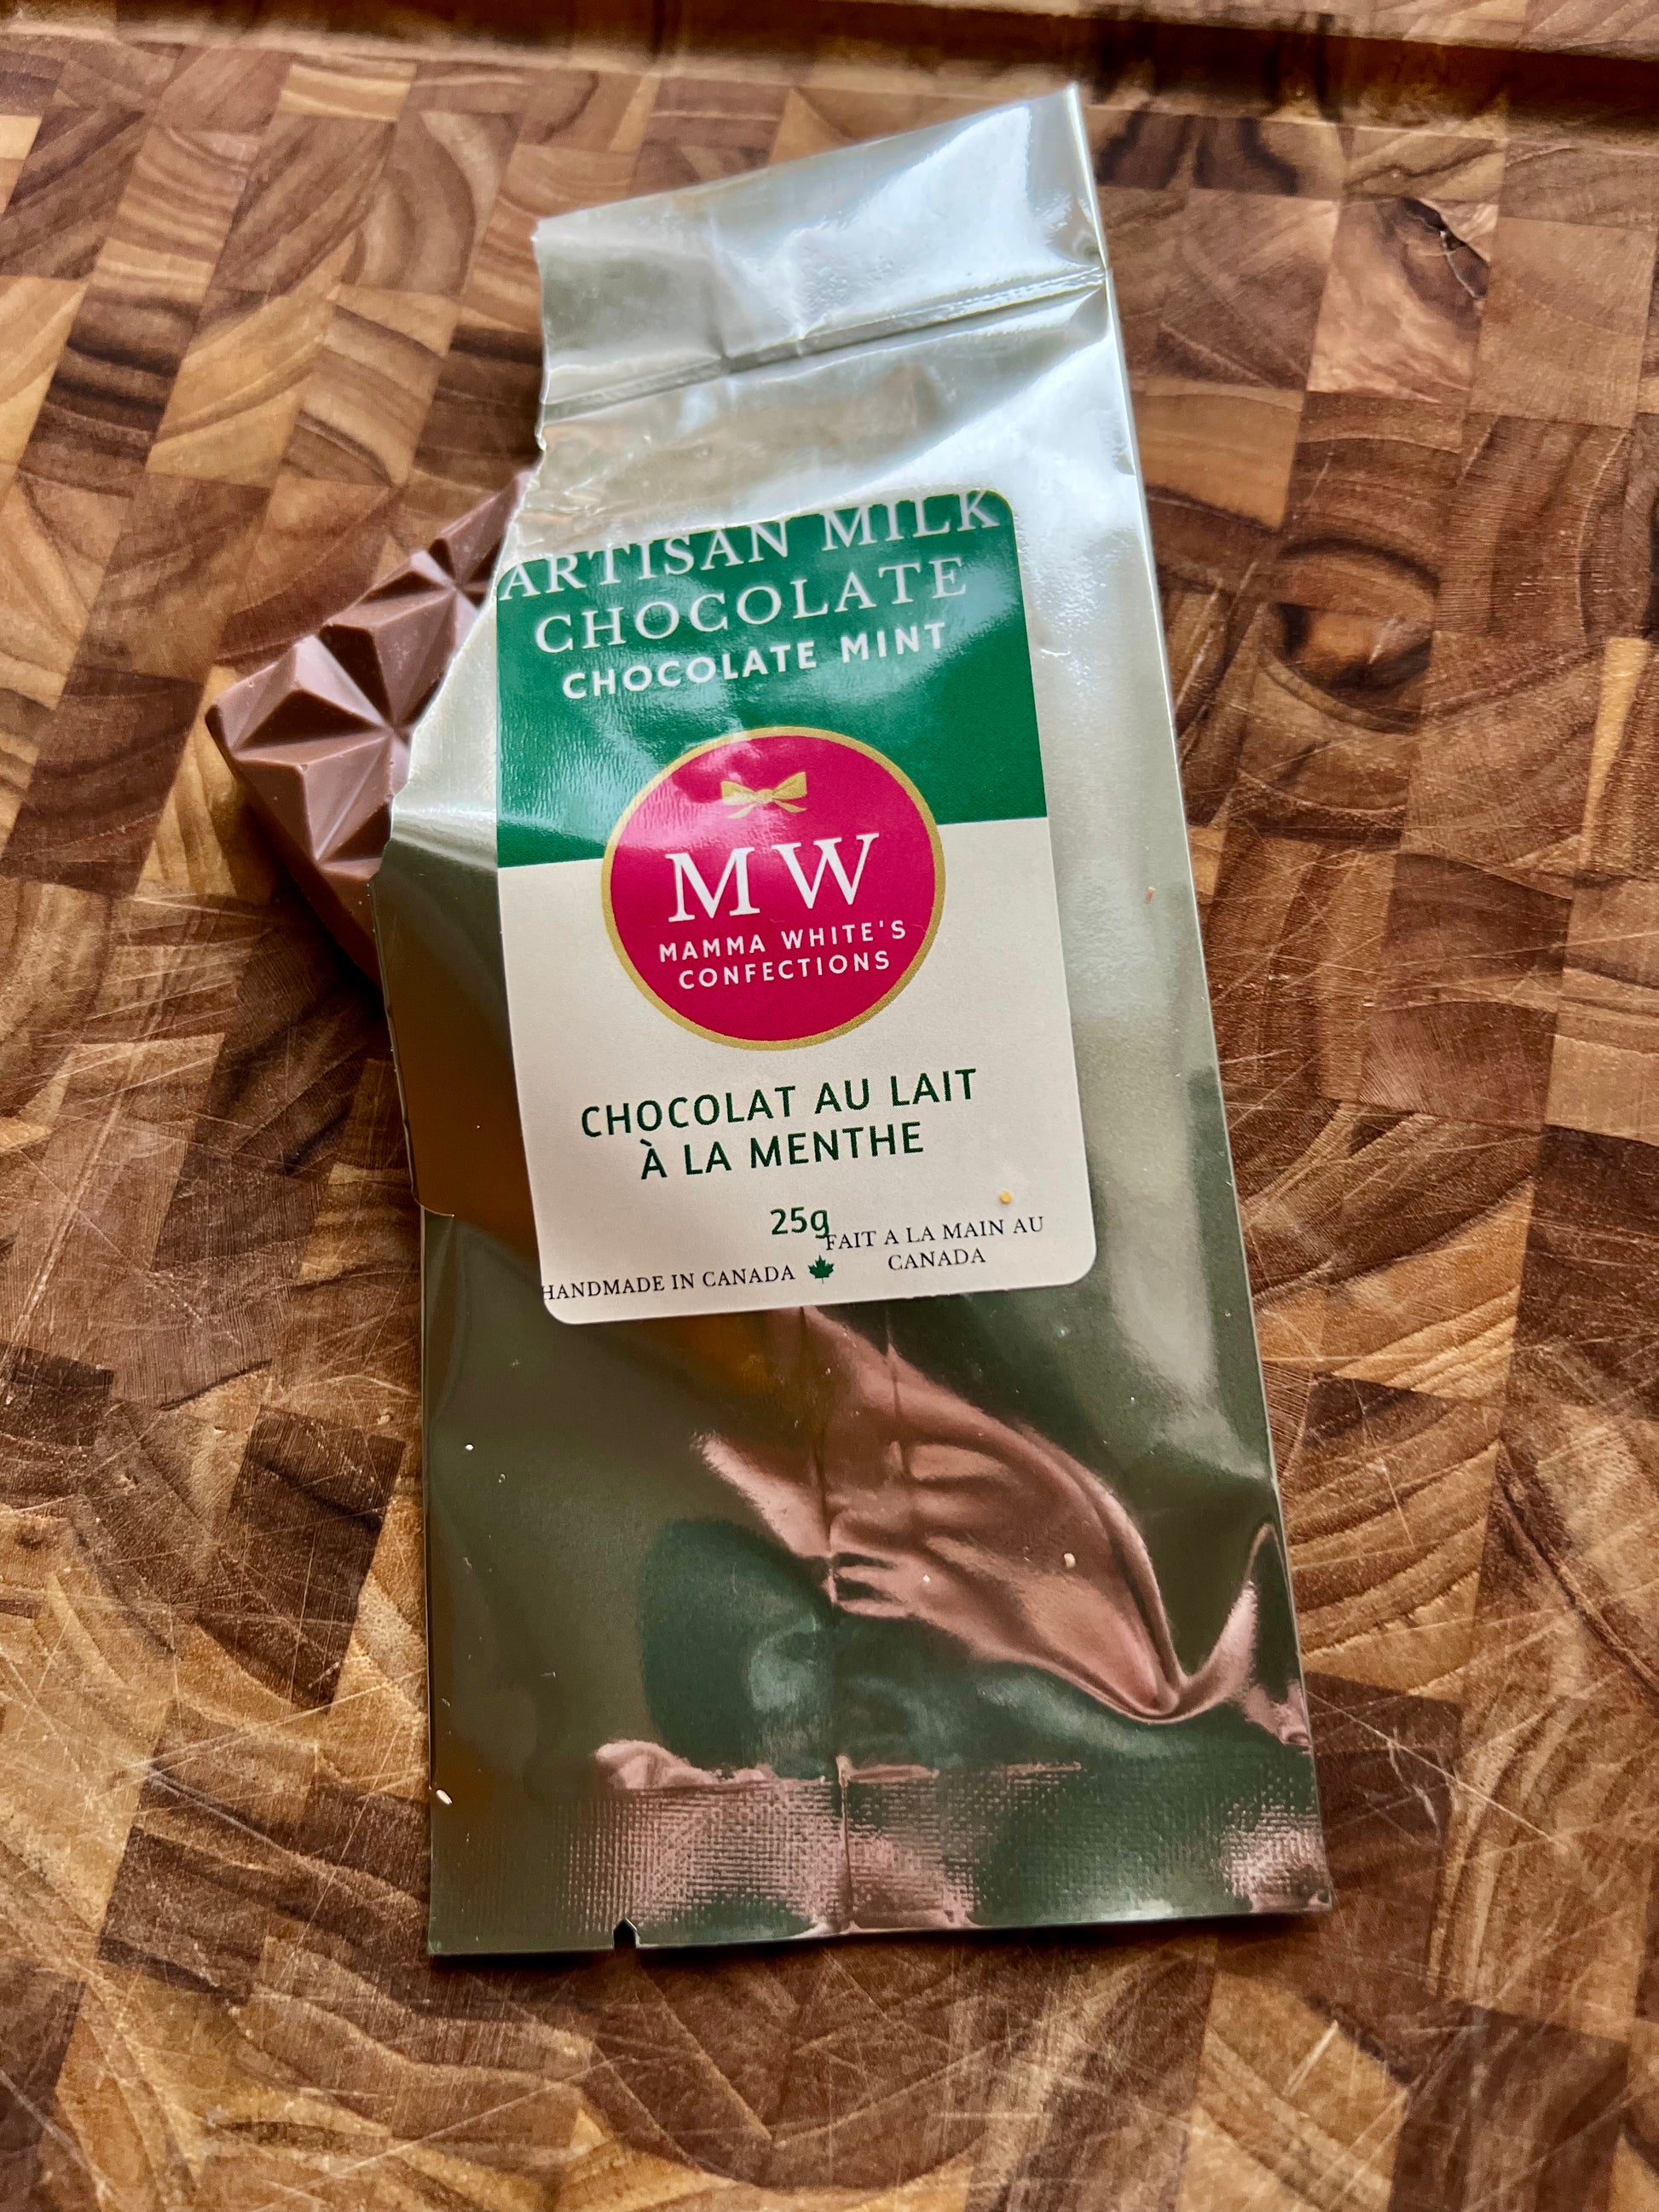 ARTISAN MILK
CHOCOLATE
CHOCOLATE MINT
MW
MAMMA WHITE'S
CONFECTIONS
CHOCOLAT AU LAIT
À LA MENTHE
25g
HANDMADE IN CANADA
FAIT A LA MAIN AU
CANADA